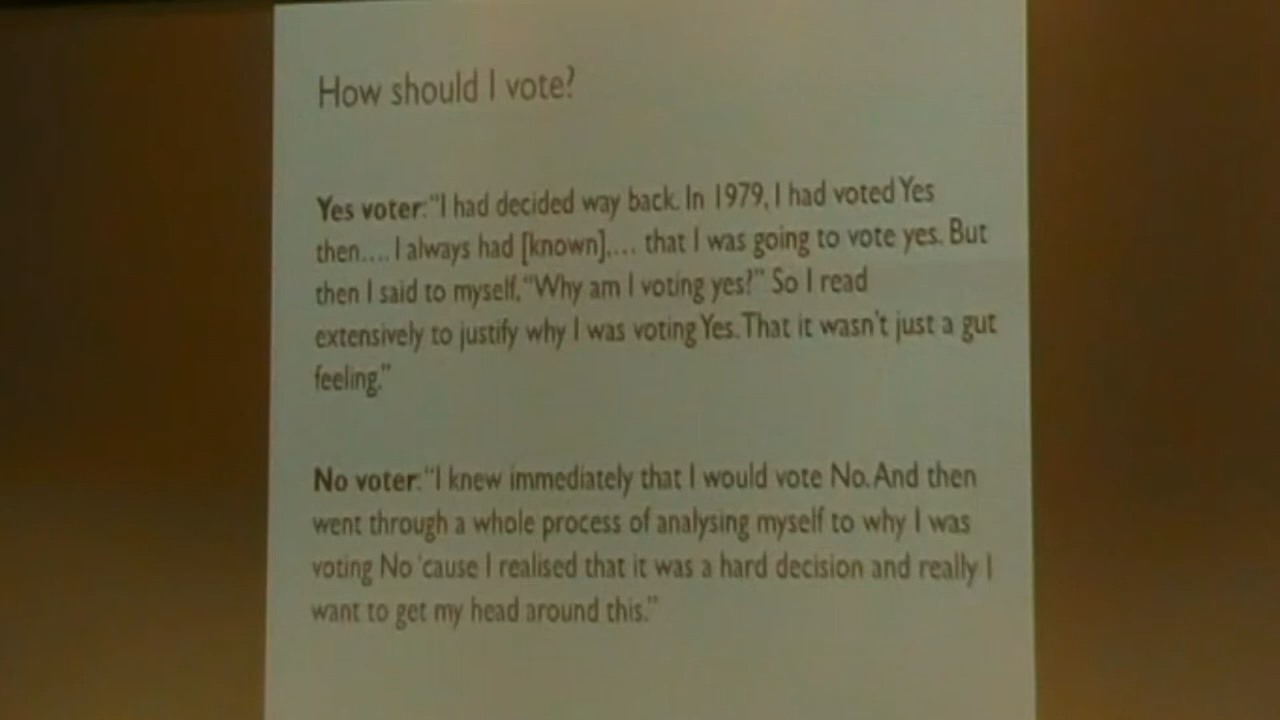 How should I vote?
Yes voter: “I had decided way back. In 1979, I had voted Yes
then.... I always had [known],... that I was going to vote yes. But
then I said to myself, “Why am I voting yes?” So I read
extensively to justify why I was voting Yes. That it wasn't just a gut
feeling.”
No voter: “I knew immediately that I would vote No. And then
went through a whole process of analysing myself to why I was
voting No ‘cause I realised that it was a hard decision and really I
want to get my head around this.”